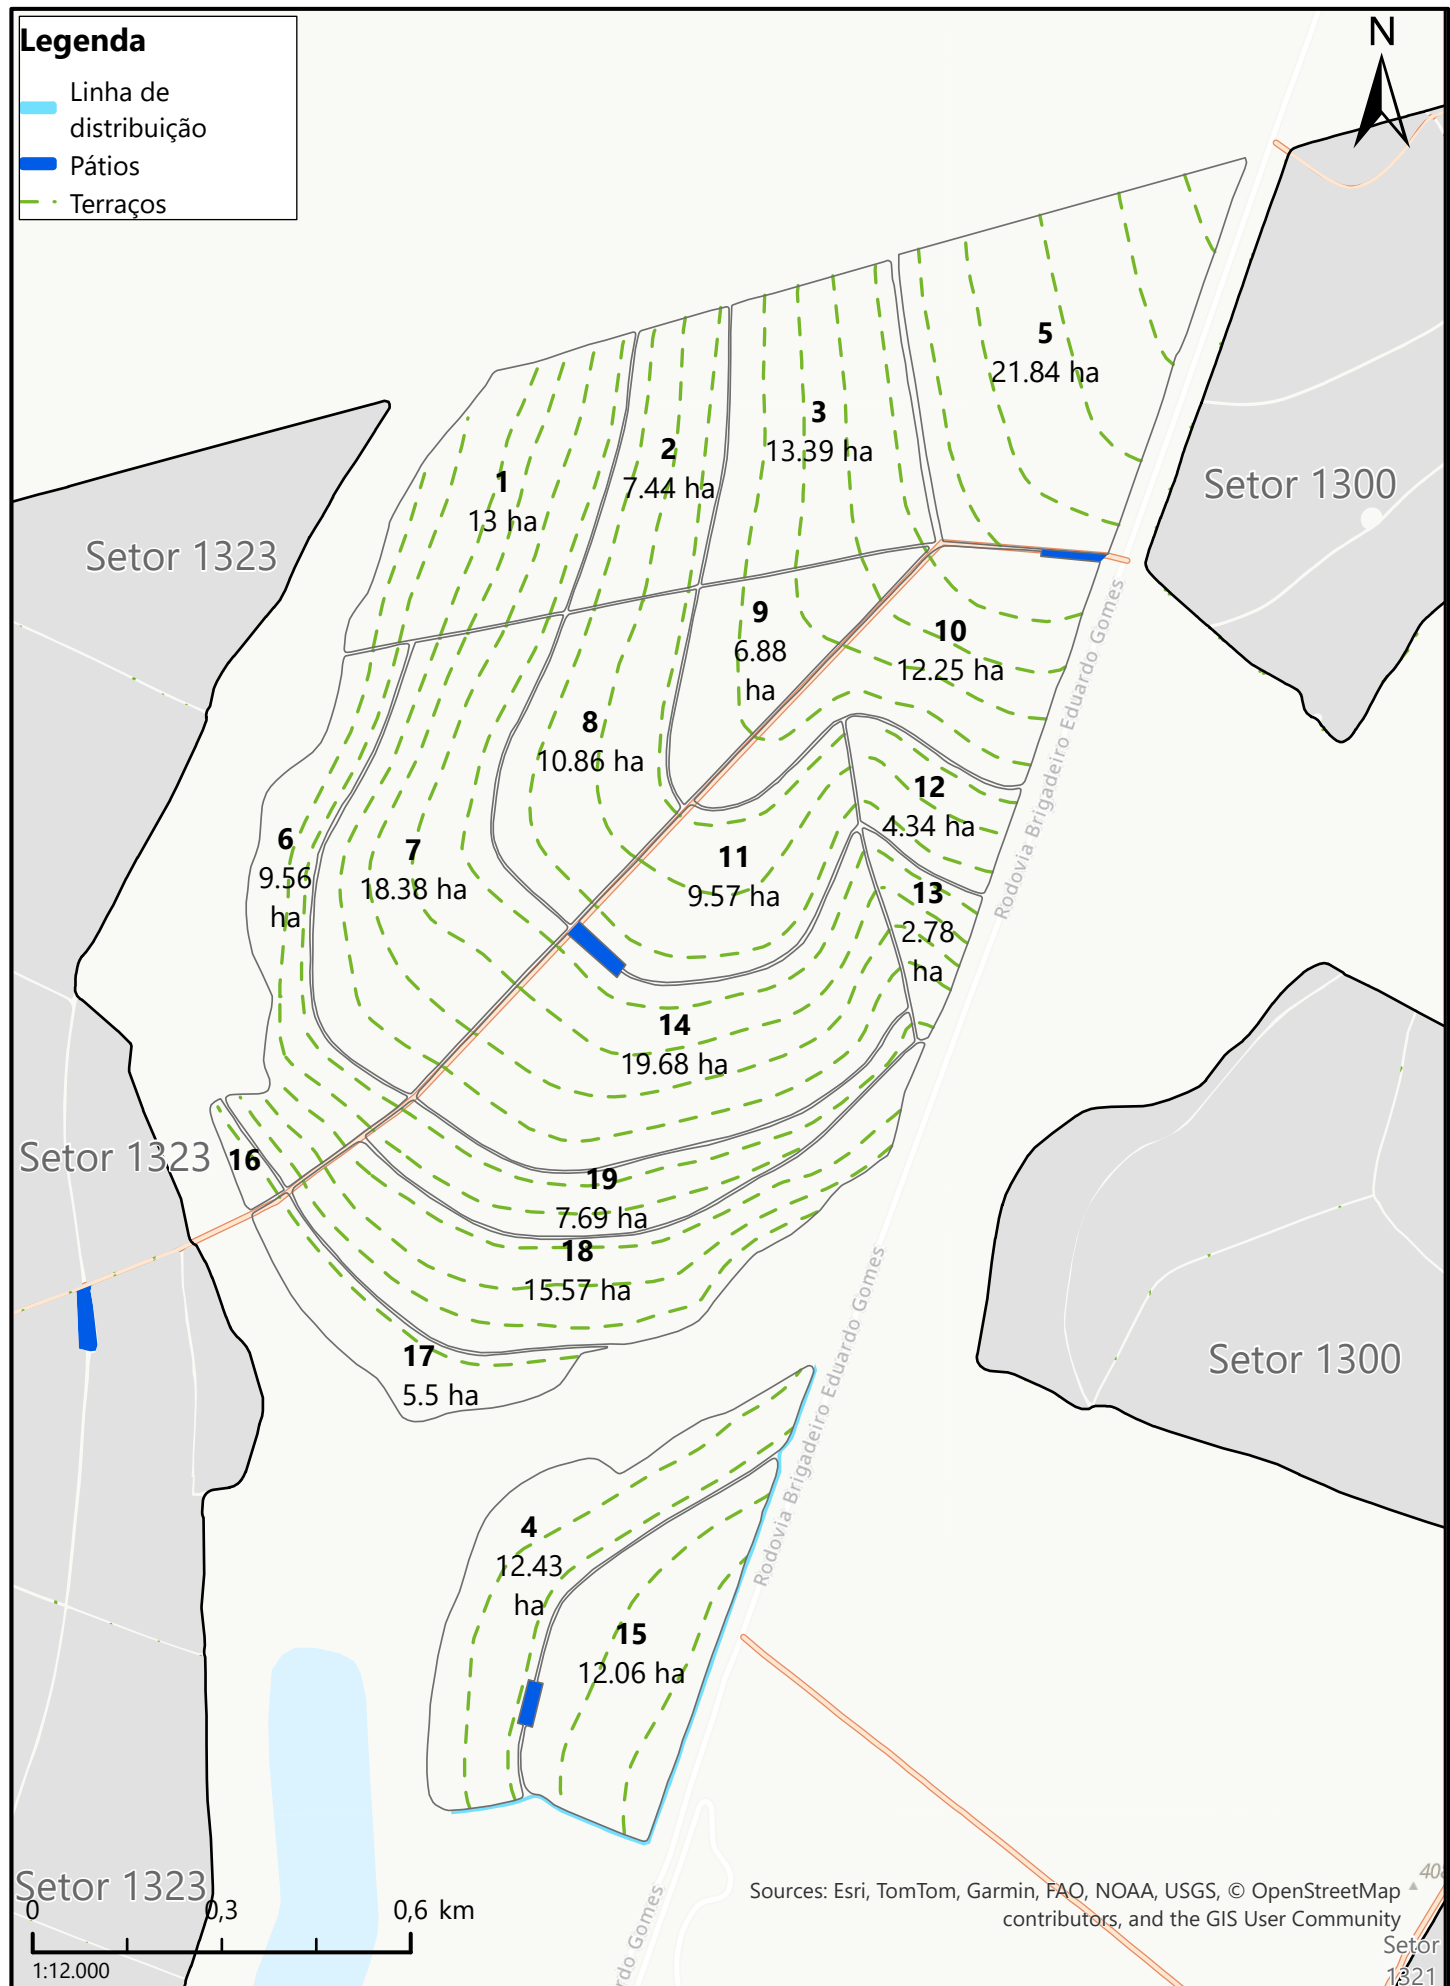 Legenda
Linha de
distribuição
Pátios
Terraços
N
5
21.84 ha
3
13.39 ha
2
7.44 ha
1
13 ha
Setor 1300
Setor 1323
9
6.88
ha
10
12.25 ha
8
10.86 ha
12
4.34 ha
Rodovia Brigadeiro Eduardo Gomes
6
9.56
ha
7
18.38 ha
11
9.57 ha
13
2.78
ha
14
19.68 ha
Setor 1323
16
19
7.69 ha
18
15.57 ha
17
5.5 ha
Setor 1300
Rodovia Brigadeiro Eduardo Gomes
4
12.43
ha
15
12.06 ha
Setor 1323
0 0,3 0,6 km
1:12.000
rdo Gomes
Sources: Esri, TomTom, Garmin, FAO, NOAA, USGS, © OpenStreetMap
contributors, and the GIS User Community
Setor
1321